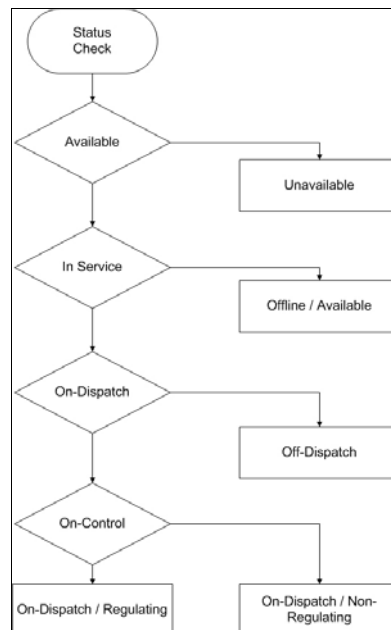 Status
Check
Available
Unavailable
In Service
Offline / Available
On-Dispatch
Off-Dispatch
On-Control
On-Dispatch / Regulating
On-Dispatch / Non-
Regulating